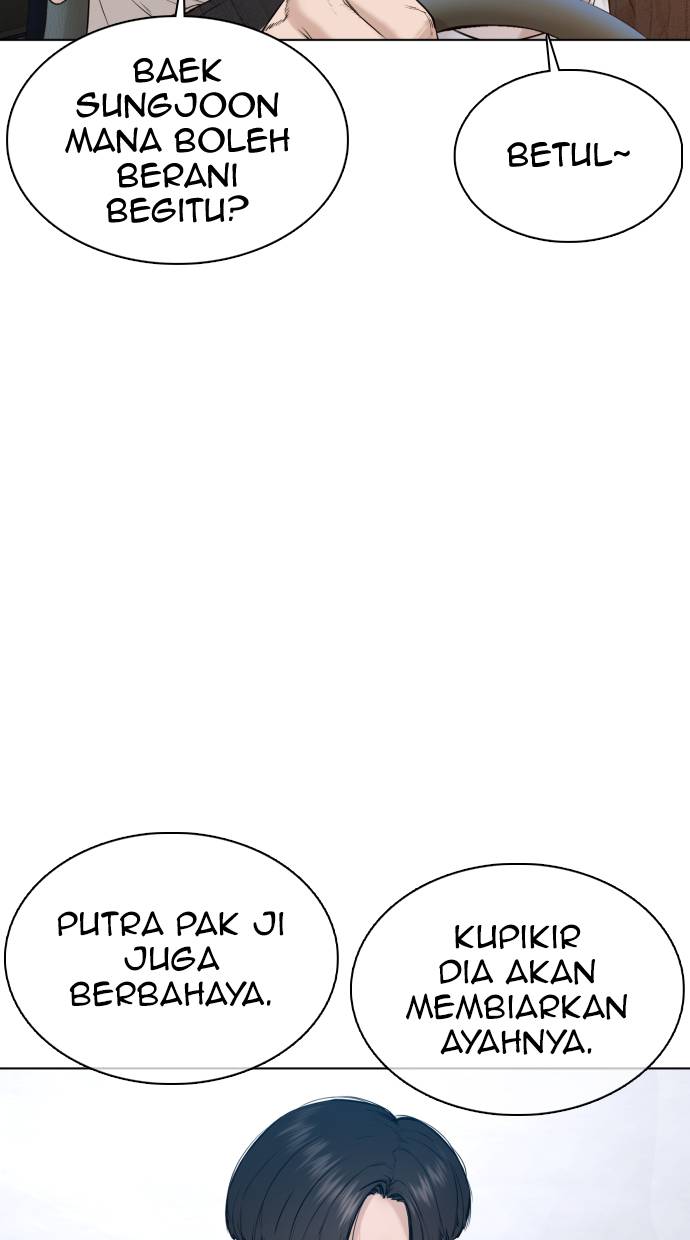 BAEK
SUNGJOON
MANA BOLEH
BERANI
BEGITU?
BETUL~
PUTRA PAK JI
JUGA
BERBAHAYA.
KUPIKIR
DIA AKAN
MEMBIARKAN
AYAHNYA.